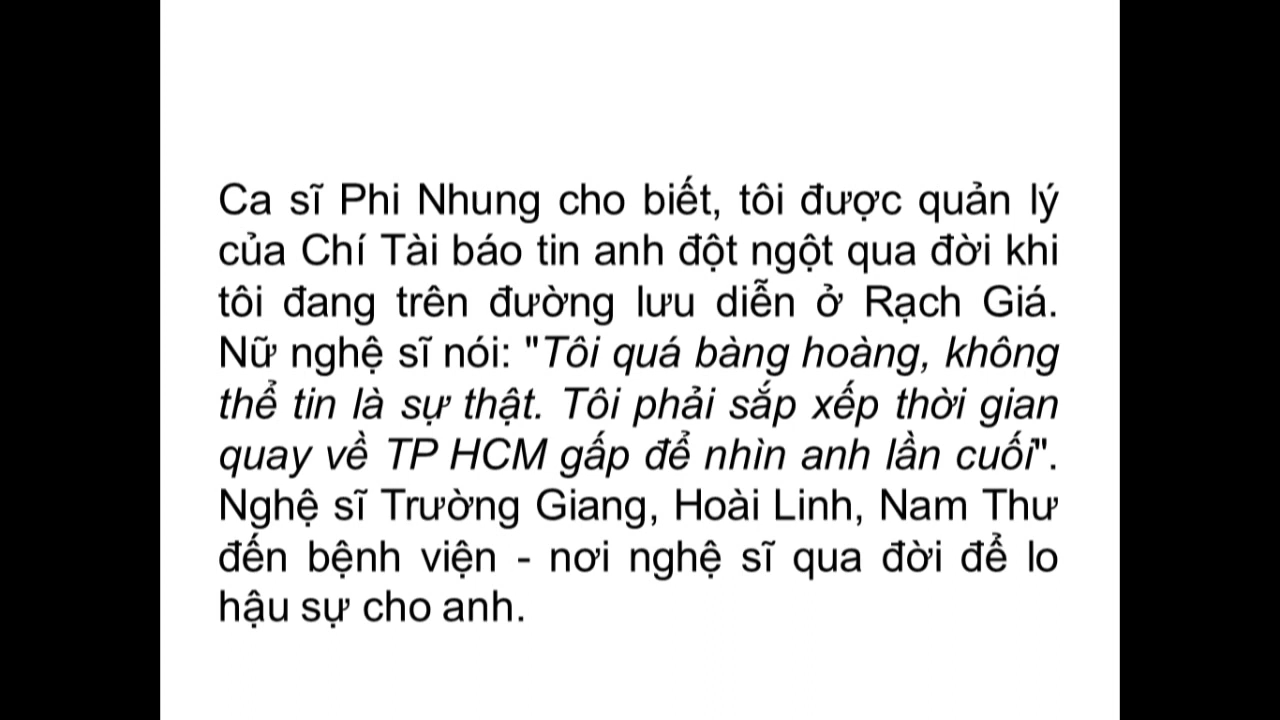 Ca sĩ Phi Nhung cho biết, tôi được quản lý
của Chí Tài báo tin anh đột ngột qua đời khi
tôi đang trên đường lưu diễn ở Rạch Giá.
Nữ nghệ sĩ nói: "Tôi quá bàng hoàng, không
thể tin là sự thật. Tôi phải sắp xếp thời gian
quay về TP HCM gấp để nhìn anh lần cuối".
Nghệ sĩ Trường Giang, Hoài Linh, Nam Thư
đến bệnh viện - nơi nghệ sĩ qua đời để lo
hậu sự cho anh.